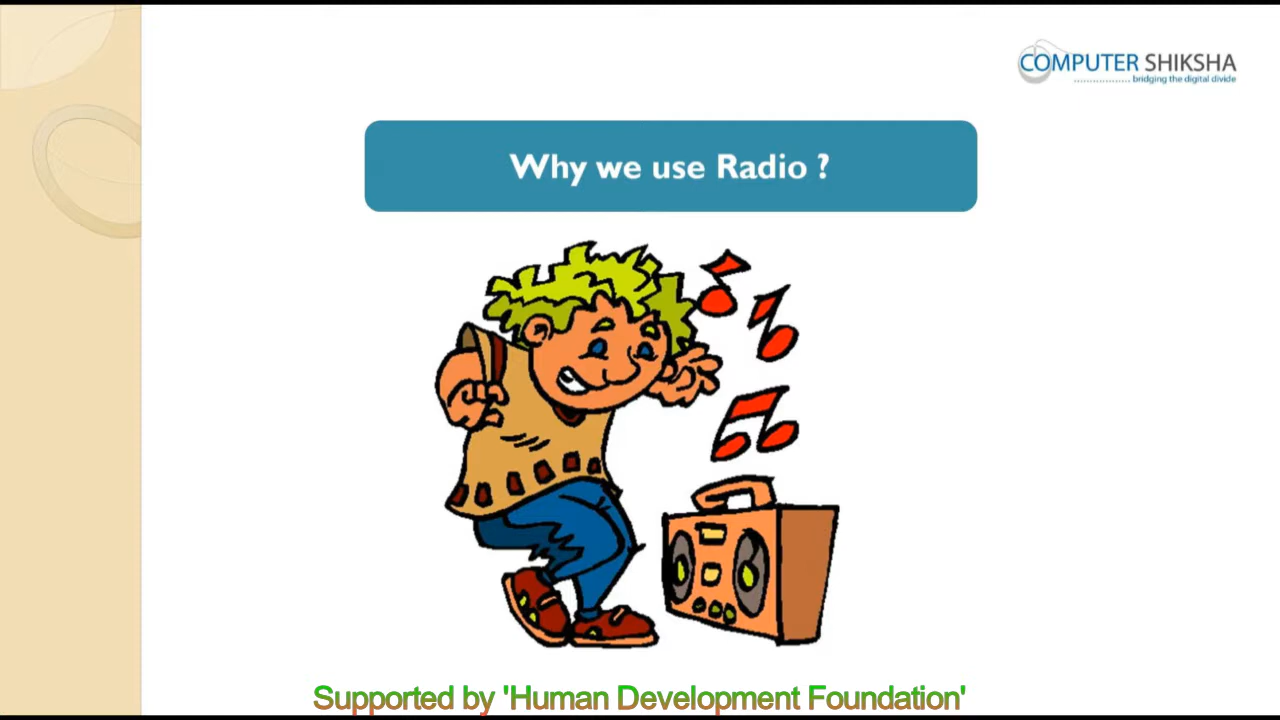 COMPUTER SHIKSHA
bridging the digital divide
Why we use Radio ?
Supported by 'Human Development Foundation'